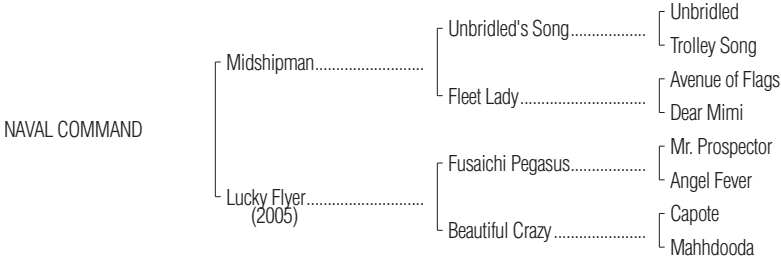 Unbridled
Unbridled's Song..................
Trolley Song
Midshipman..........................
Avenue of Flags
Fleet Lady..............................
Dear Mimi
NAVAL COMMAND
Mr. Prospector
Fusaichi Pegasus..................
Angel Fever
Lucky Flyer............................
(2005)
Capote
Beautiful Crazy ......................
Mahhdooda